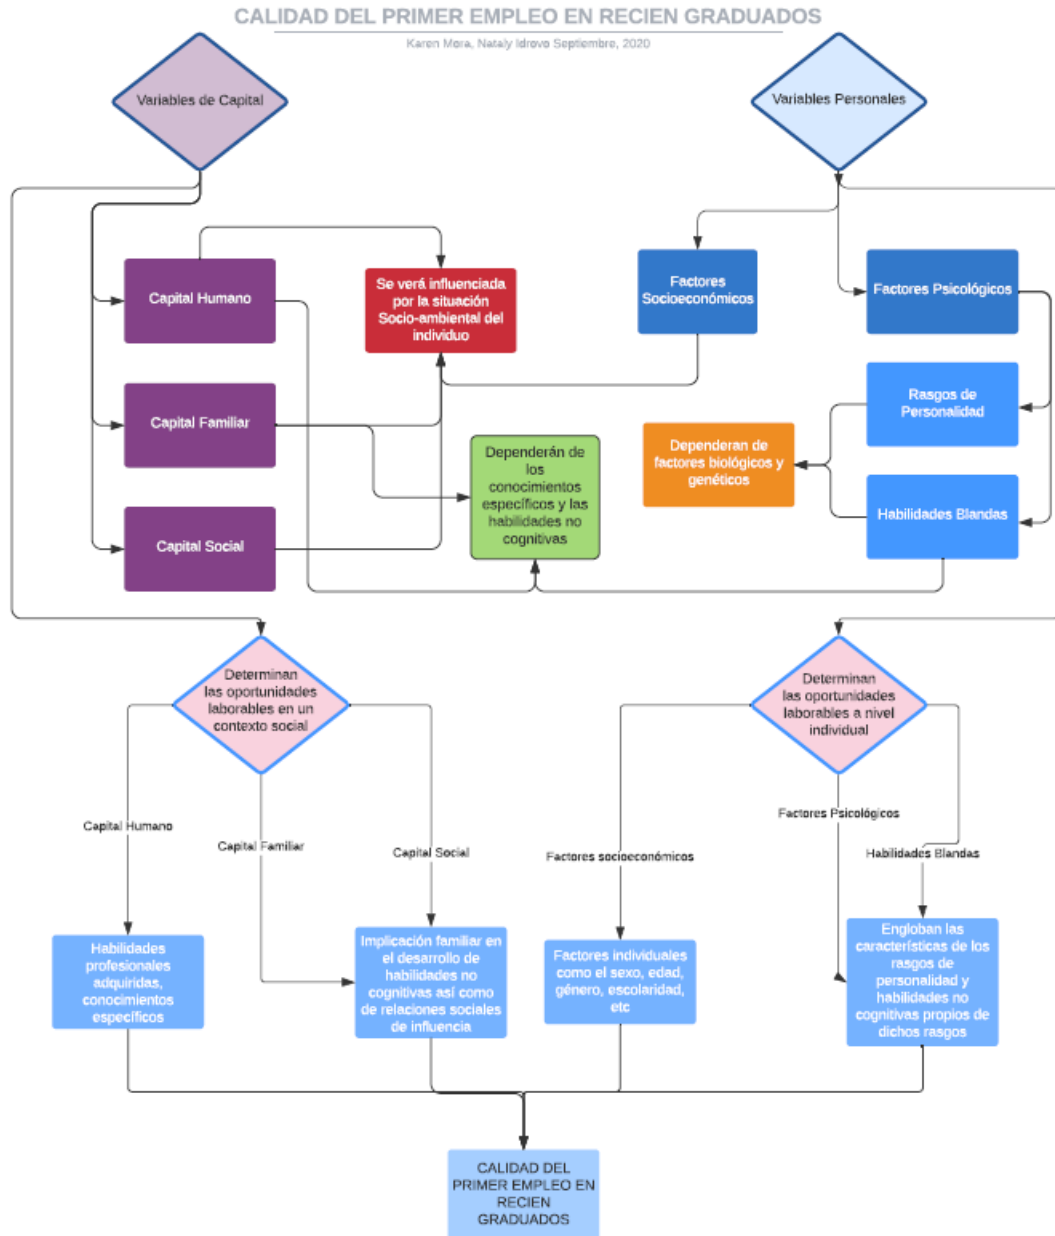 CALIDAD DEL PRIMER EMPLEO EN RECIEN GRADUADOS
Karen Mora, Nataly Idrovo Septiembre, 2020
Variables de Capital
Variables Personales
Capital Humano
Se verá influenciada
por la situación
Socio-ambiental del
individuo
Factores
Socioeconómicos
Factores Psicológicos
Capital Familiar
Rasgos de
Personalidad
Dependerán de
los
conocimientos
específicos y las
habilidades no
cognitivas
Dependeran de
factores biológicos y
genéticos
Capital Social
Habilidades Blandas
Determinan
las oportunidades
laborables en un
contexto social
Determinan
las oportunidades
laborables a nivel
individual
Capital Humano
Capital Familiar
Capital Social
Factores socioeconómicos
Factores Psicológicos
Habilidades Blandas
Habilidades
profesionales
adquiridas,
conocimientos
específicos
Implicación familiar en
el desarrollo de
habilidades no
cognitivas así como
de relaciones sociales
de influencia
Factores individuales
como el sexo, edad,
género, escolaridad,
etc
Engloban las
características de los
rasgos de
personalidad y
habilidades no
cognitivas propios de
dichos rasgos
CALIDAD DEL
PRIMER EMPLEO EN
RECIEN
GRADUADOS